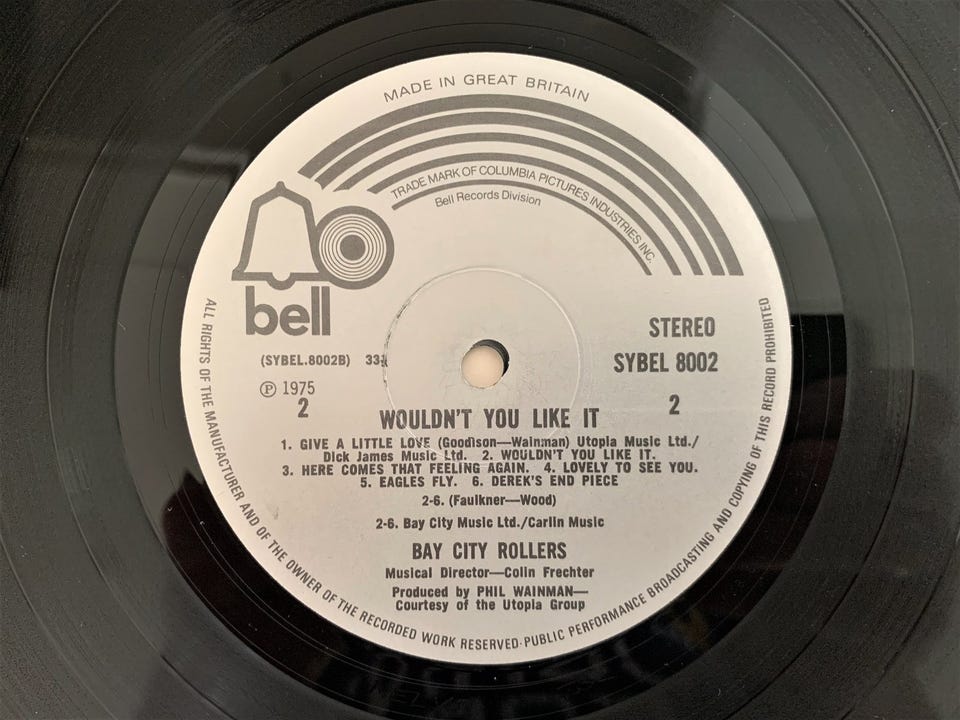 MADE IN GREAT BRITAIN
TRADE MARK OF COLUMBIA PICTURES INDUSTRIES INC.
Bell Records Division
bell
STEREO
(SYBEL.8002B) 33⅓
SYBEL 8002
Ⓟ 1975
2
2
WOULDN'T YOU LIKE IT
1. GIVE A LITTLE LOVE (Goodison—Wainman) Utopia Music Ltd./
Dick James Music Ltd. 2. WOULDN'T YOU LIKE IT.
3. HERE COMES THAT FEELING AGAIN. 4. LOVELY TO SEE YOU.
5. EAGLES FLY. 6. DEREK'S END PIECE
2-6. (Faulkner—Wood)
2-6. Bay City Music Ltd./Carlin Music
BAY CITY ROLLERS
Musical Director—Colin Frechter
Produced by PHIL WAINMAN—
Courtesy of the Utopia Group
ALL RIGHTS OF THE MANUFACTURER AND OF THE OWNER OF THE RECORDED WORK RESERVED·PUBLIC PERFORMANCE BROADCASTING AND COPYING OF THIS RECORD PROHIBITED